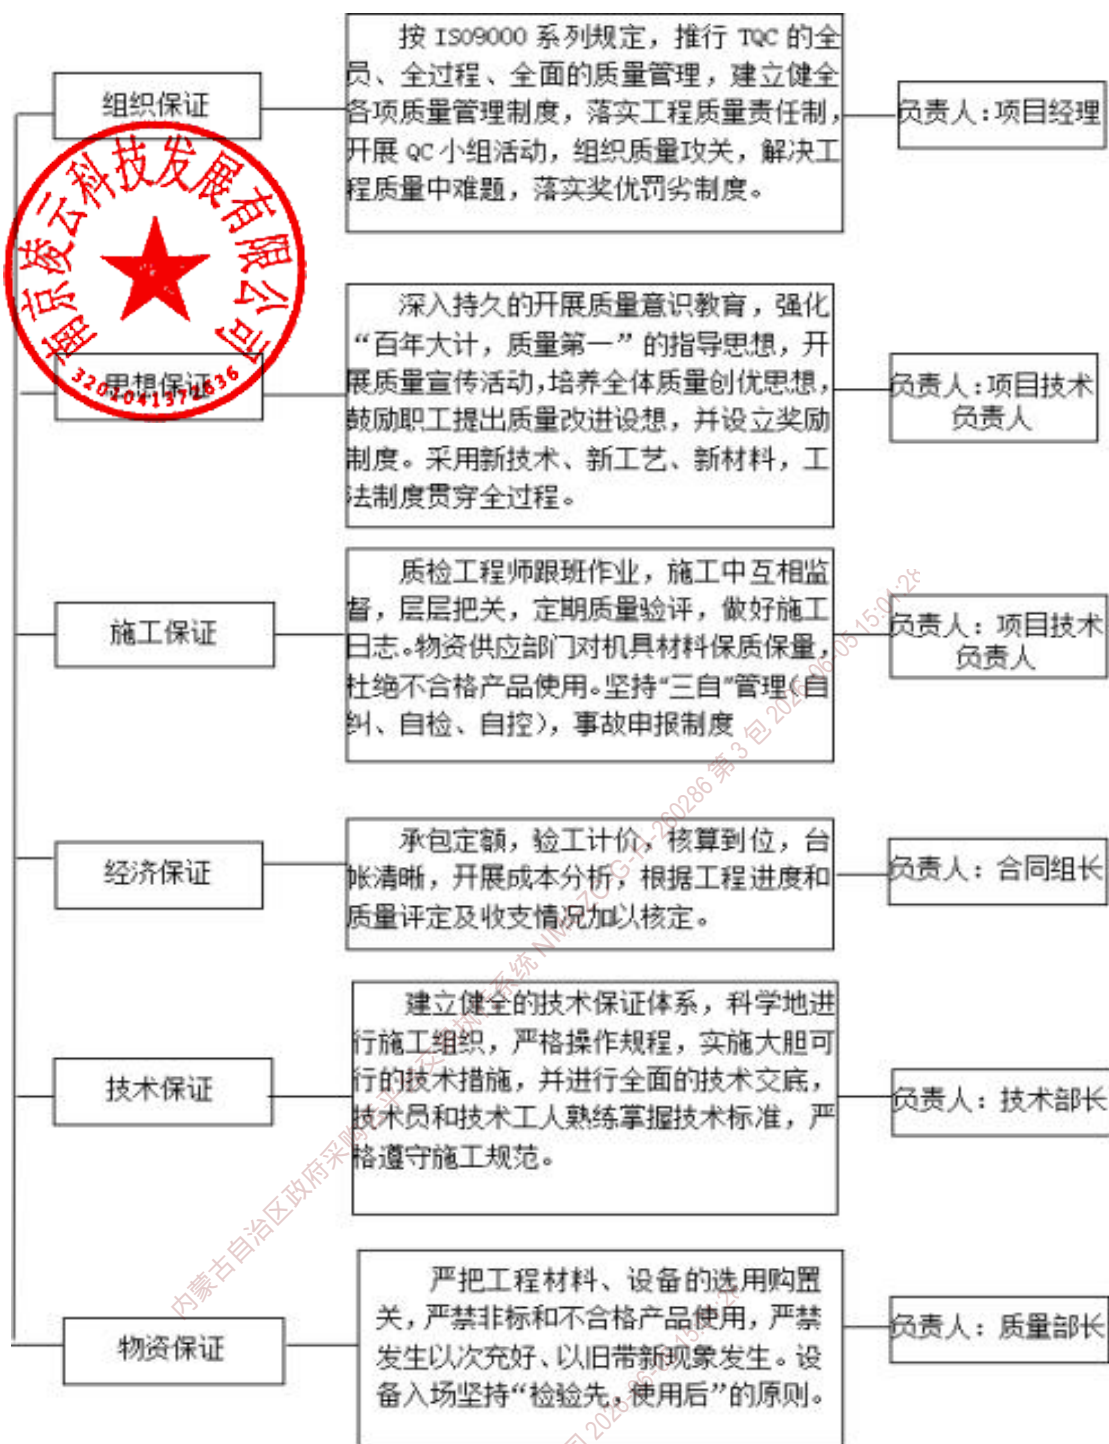 按 ISO9000 系列规定，推行 TQC 的全
员、全过程、全面的质量管理，建立健全
各项质量管理制度，落实工程质量责任制，
开展 QC 小组活动，组织质量攻关，解决工
程质量中难题，落实奖优罚劣制度。
组织保证
负责人：项目经理
南京凌云科技发展有限公司
深入持久的开展质量意识教育，强化
“百年大计，质量第一”的指导思想，开
展质量宣传活动，培养全体质量创优思想，
鼓励职工提出质量改进设想，并设立奖励
制度。采用新技术、新工艺、新材料，工
法制度贯穿全过程。
思想保证
负责人：项目技术
负责人
质检工程师跟班作业，施工中互相监
督，层层把关，定期质量验评，做好施工
日志。物资供应部门对机具材料保质保量，
杜绝不合格产品使用。坚持“三自”管理（自
纠、自检、自控），事故申报制度
施工保证
负责人：项目技术
负责人
承包定额，验工计价，核算到位，台
帐清晰，开展成本分析，根据工程进度和
质量评定及收支情况加以核定。
经济保证
负责人：合同组长
建立健全的技术保证体系，科学地进
行施工组织，严格操作规程，实施大胆可
行的技术措施，并进行全面的技术交底，
技术员和技术工人熟练掌握技术标准，严
格遵守施工规范。
技术保证
负责人：技术部长
严把工程材料、设备的选用购置
关，严禁非标和不合格产品使用，严禁
发生以次充好、以旧带新现象发生。设
备入场坚持“检验先，使用后”的原则。
物资保证
负责人：质量部长